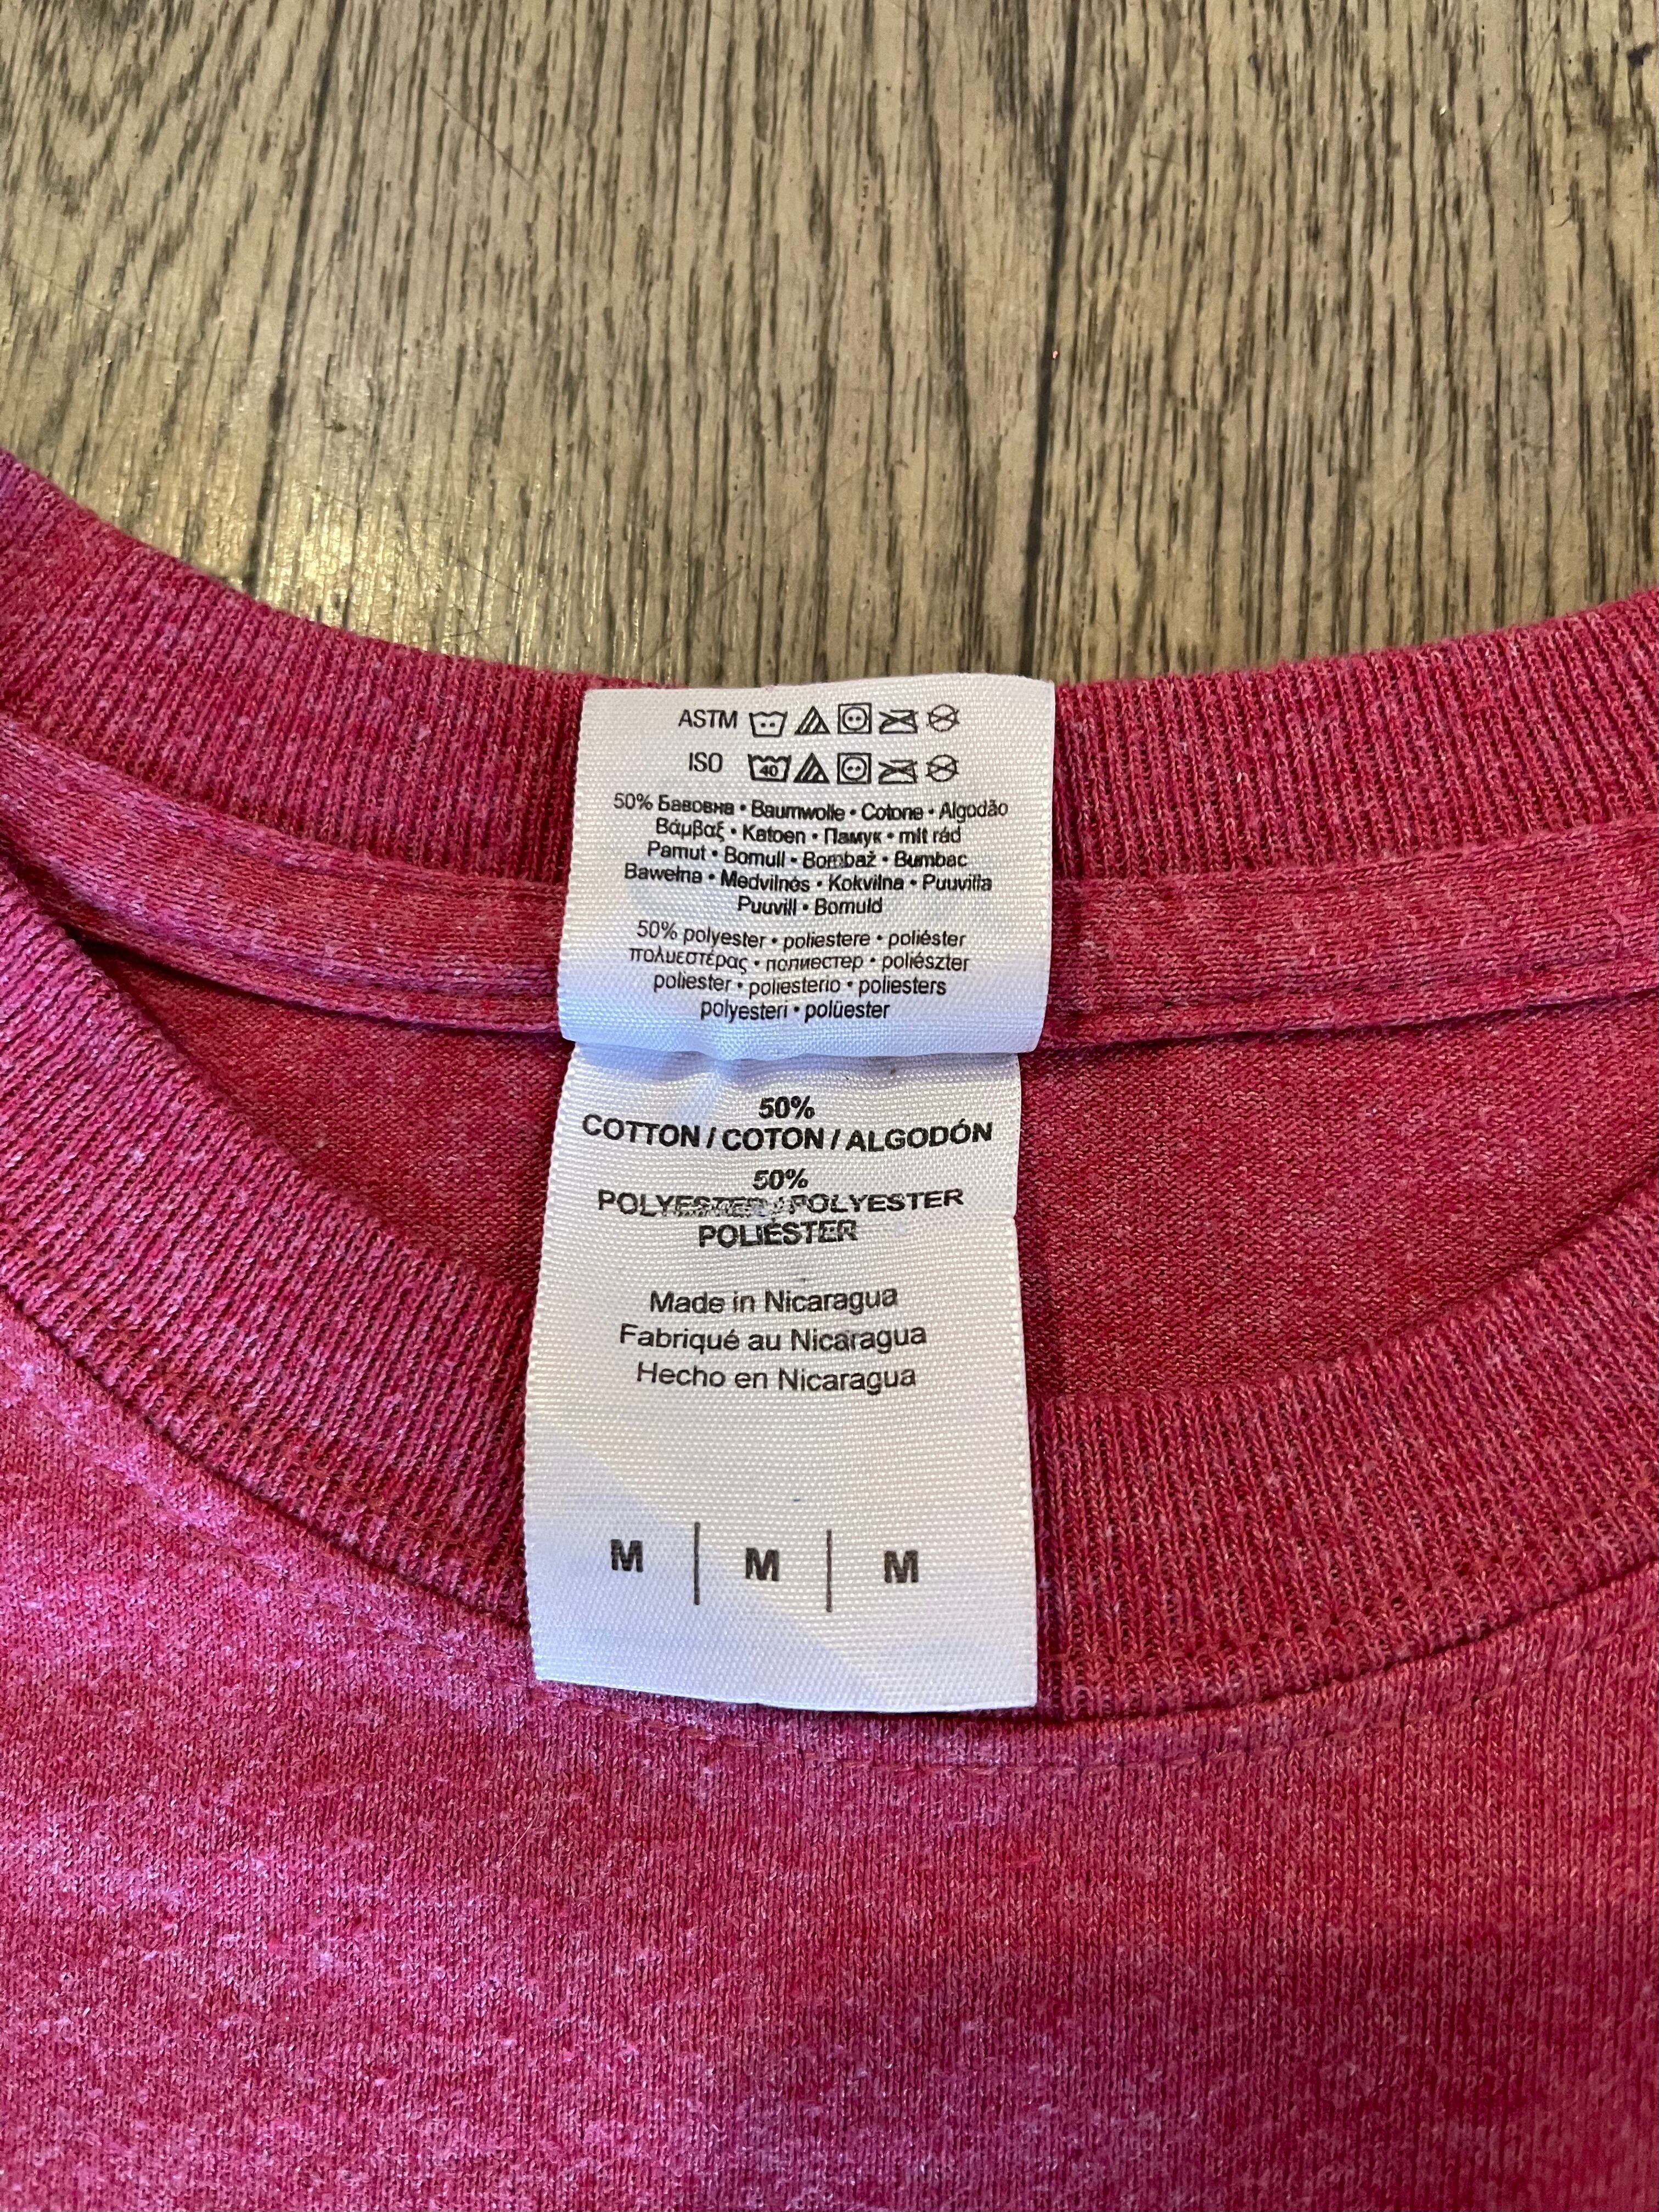 ASTM
ISO 40
50% Бавовна • Baumwolle • Cotone • Algodão
Βάμβαξ • Katoen • Памук • mlt rád
Pamut • Bomull • Bombaž • Bumbac
Bawełna • Medvilnės • Kokvilna • Puuvilla
Puuvill • Bomuld
50% polyester • poliestere • poliéster
πολυεστέρας • полиестер • poliészter
poliester • poliesterio • poliesters
polyesteri • polüester
50%
COTTON / COTON / ALGODÓN
50%
POLYESTER / POLYESTER
POLIÉSTER
Made in Nicaragua
Fabriqué au Nicaragua
Hecho en Nicaragua
M | M | M